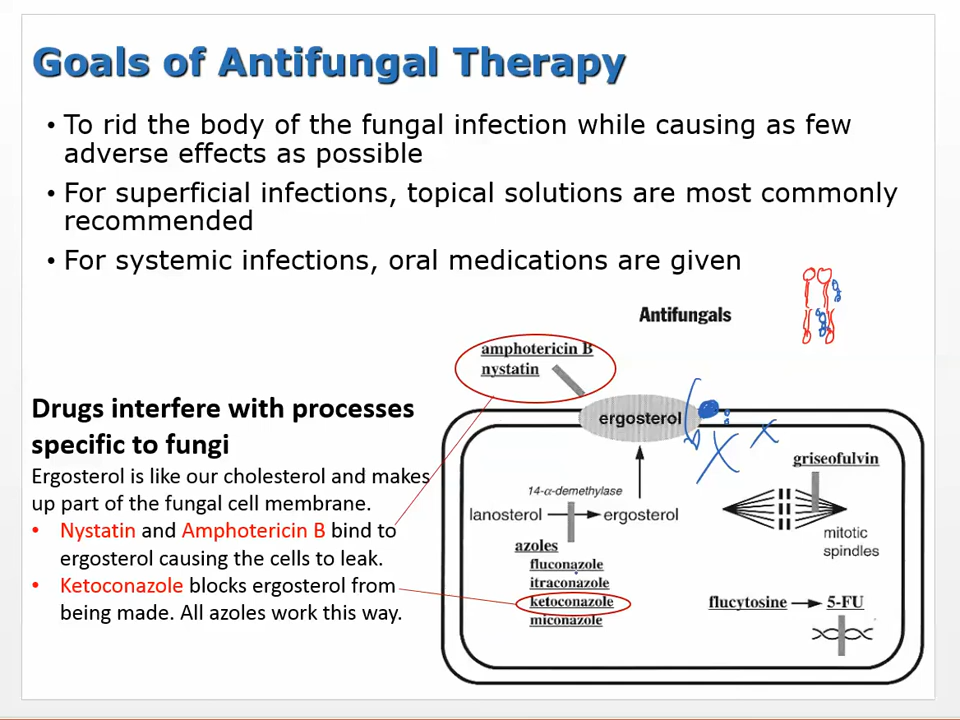 Goals of Antifungal Therapy
• To rid the body of the fungal infection while causing as few
adverse effects as possible
• For superficial infections, topical solutions are most commonly
recommended
• For systemic infections, oral medications are given
Antifungals
amphotericin B
nystatin
ergosterol
Drugs interfere with processes
specific to fungi
Ergosterol is like our cholesterol and makes
up part of the fungal cell membrane.
• Nystatin and Amphotericin B bind to
ergosterol causing the cells to leak.
• Ketoconazole blocks ergosterol from
being made. All azoles work this way.
14-α-demethylase
lanosterol ergosterol
azoles
fluconazole
itraconazole
ketoconazole
miconazole
griseofulvin
mitotic
spindles
flucytosine 5-FU